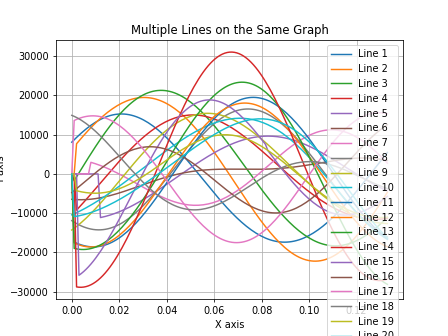 Multiple Lines on the Same Graph
30000
20000
10000
0
−10000
−20000
−30000
0.00
0.02
0.04
0.06
0.08
0.10
X axis
Line 1
Line 2
Line 3
Line 4
Line 5
Line 6
Line 7
Line 8
Line 9
Line 10
Line 11
Line 12
Line 13
Line 14
Line 15
Line 16
Line 17
Line 18
Line 19
Line 20